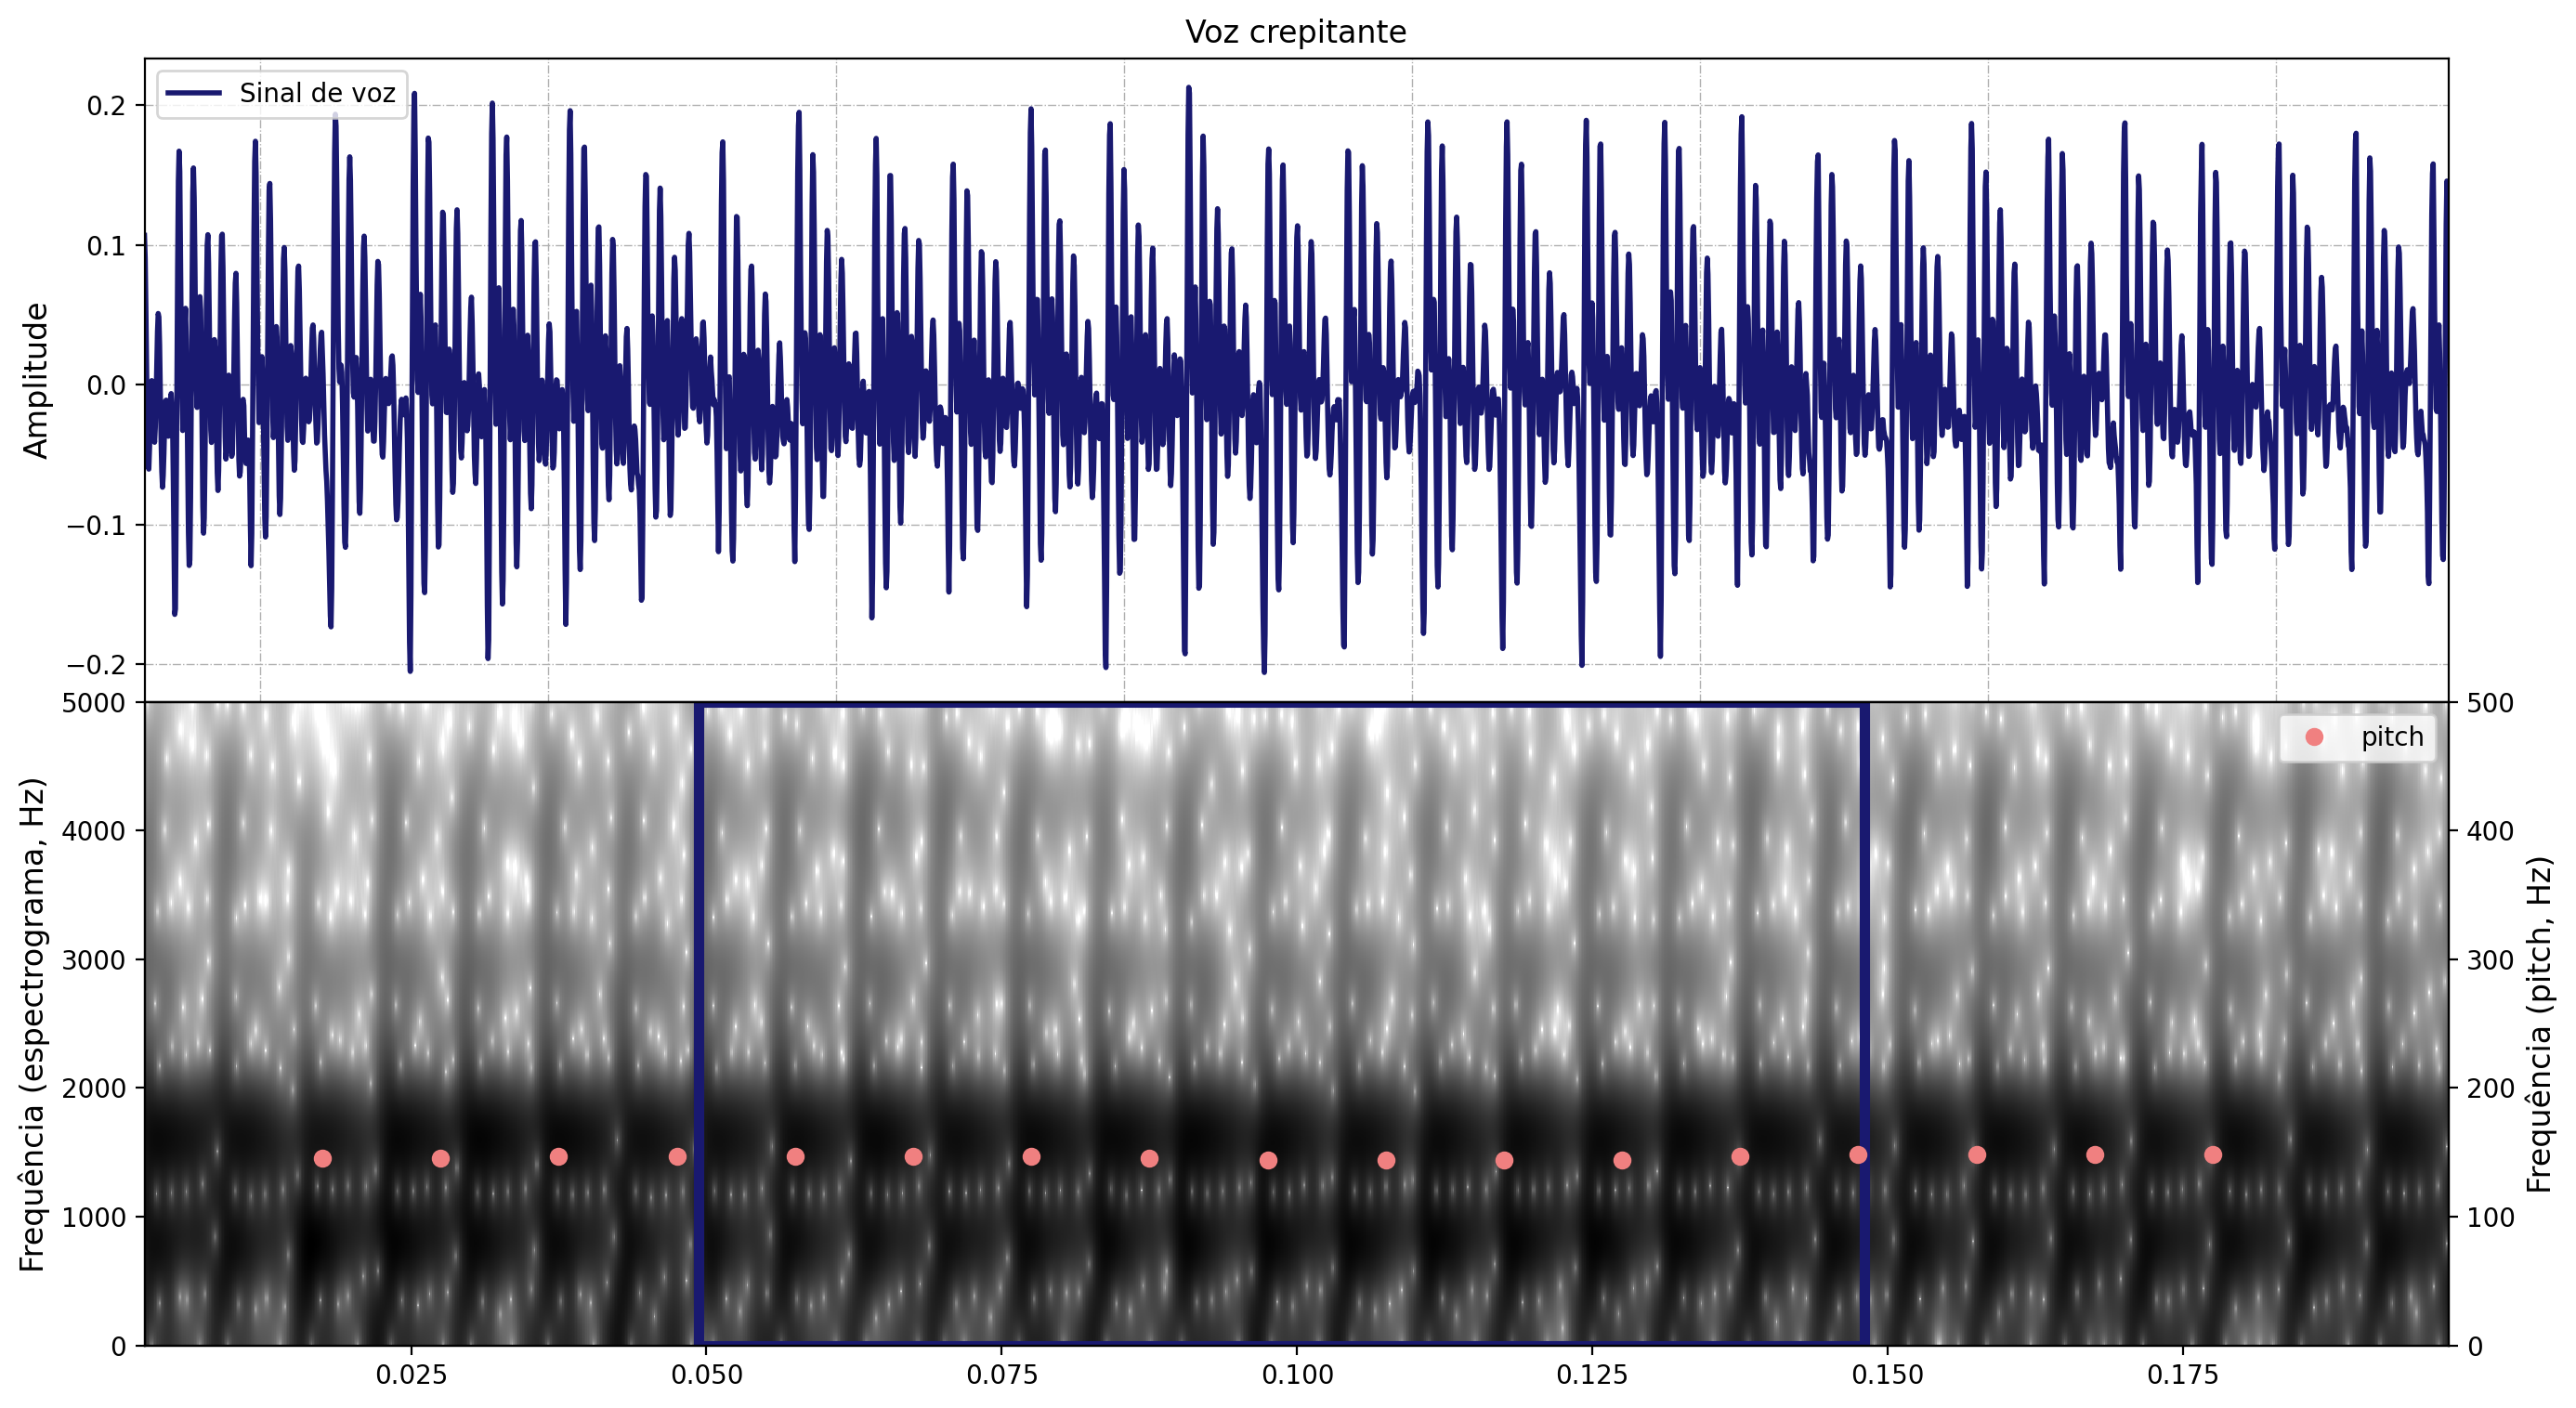 Voz crepitante
Sinal de voz
0.2
0.1
0.0
−0.1
−0.2
Amplitude
5000
4000
3000
2000
1000
0
Frequência (espectrograma, Hz)
pitch
500
400
300
200
100
0
Frequência (pitch, Hz)
0.025 0.050 0.075 0.100 0.125 0.150 0.175